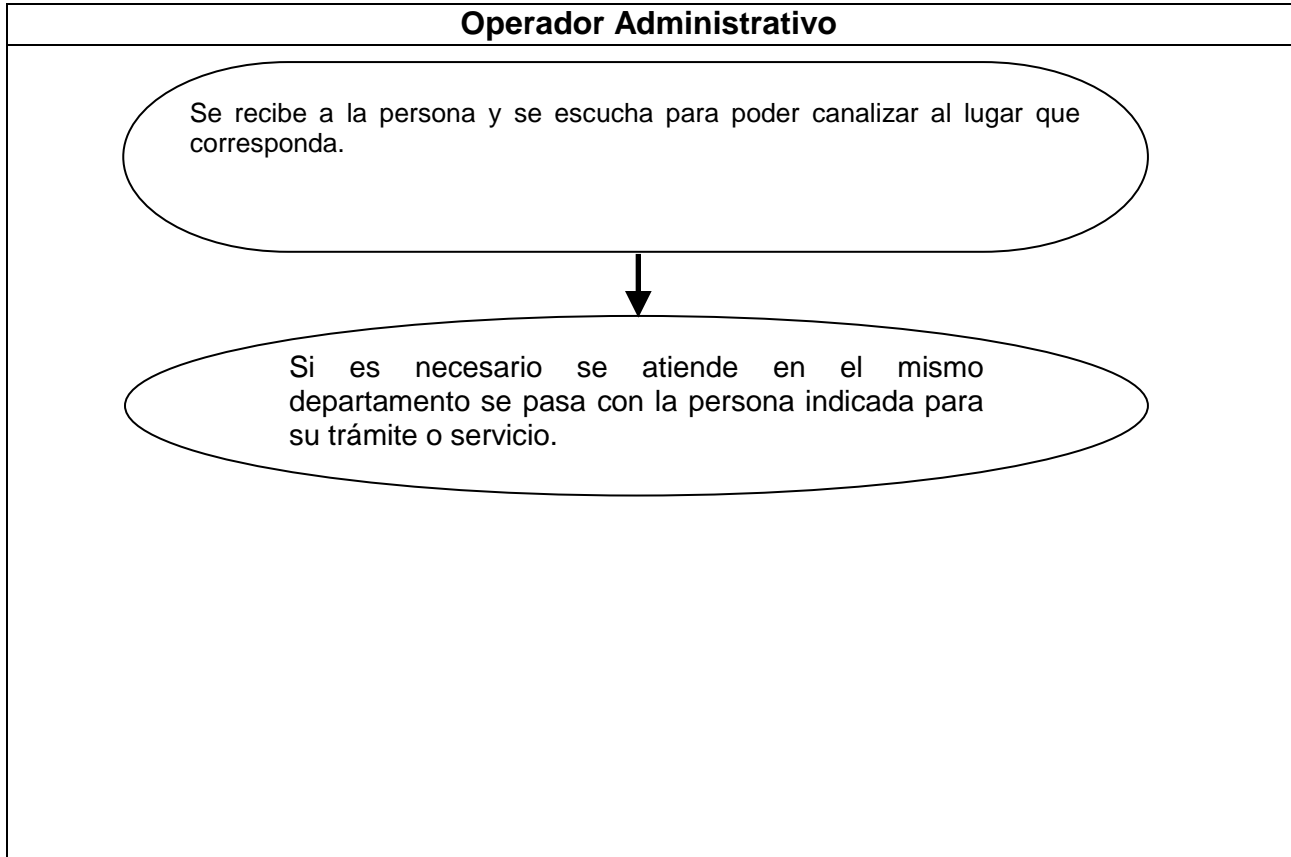 Operador Administrativo
Se recibe a la persona y se escucha para poder canalizar al lugar que
corresponda.
Si es necesario se atiende en el mismo
departamento se pasa con la persona indicada para
su trámite o servicio.